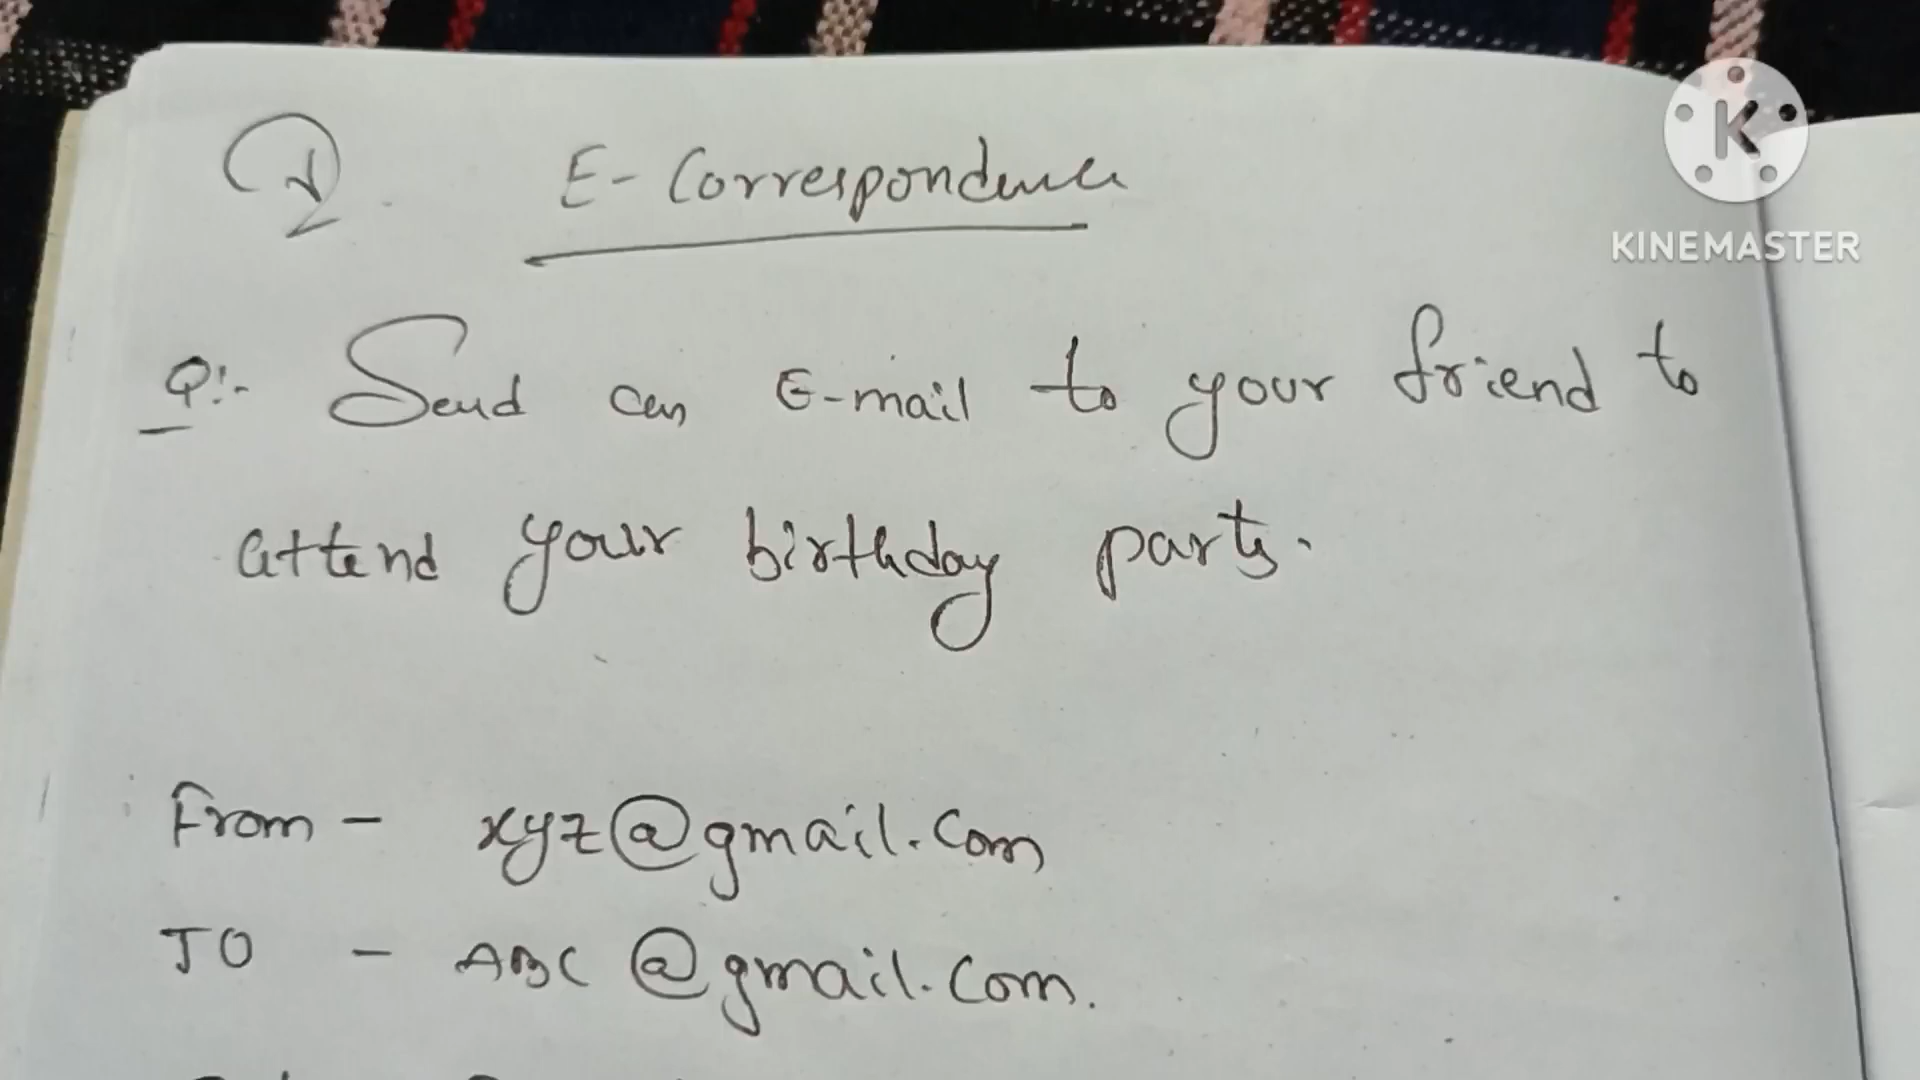 E- Correspondence
KINEMASTER
Q:- Send an E-mail to your friend to
attend your birthday party.
From - xyz@gmail.com
TO - ABC @gmail.com.